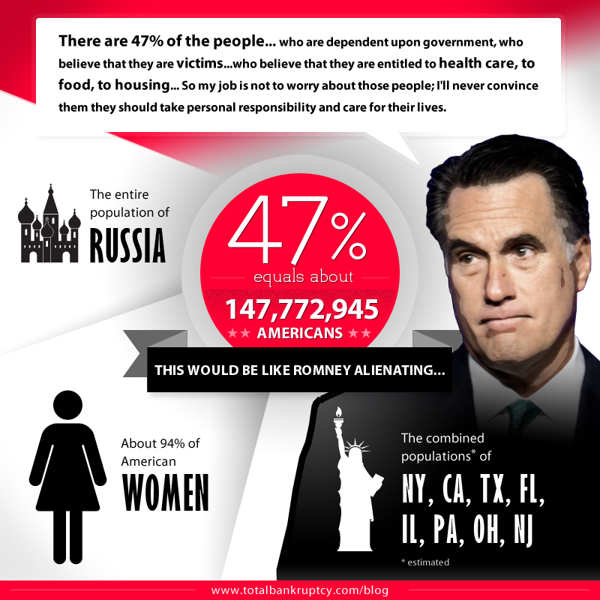 There are 47% of the people... who are dependent upon government, who
believe that they are victims...who believe that they are entitled to health care, to
food, to housing... So my job is not to worry about those people; I'll never convince
them they should take personal responsibility and care for their lives.
The entire
population of
RUSSIA
47%
equals about
147,772,945
AMERICANS
THIS WOULD BE LIKE ROMNEY ALIENATING...
About 94% of
American
WOMEN
The combined
populations* of
NY, CA, TX, FL,
IL, PA, OH, NJ
* estimated
www.totalbankruptcy.com/blog